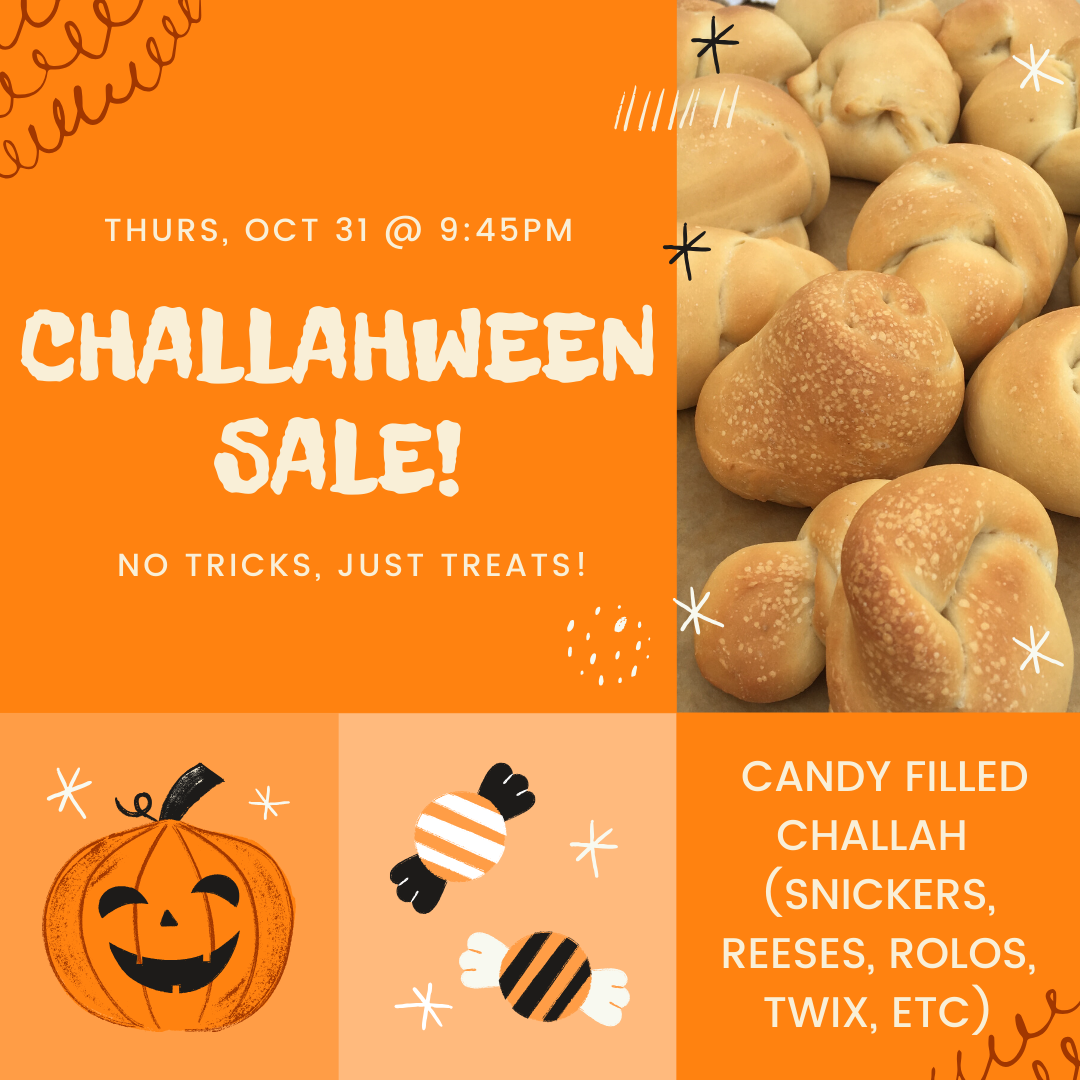 THURS, OCT 31 @ 9:45PM
CHALLAHWEEN
SALE!
NO TRICKS, JUST TREATS!
CANDY FILLED
CHALLAH
(SNICKERS,
REESES, ROLOS,
TWIX, ETC)